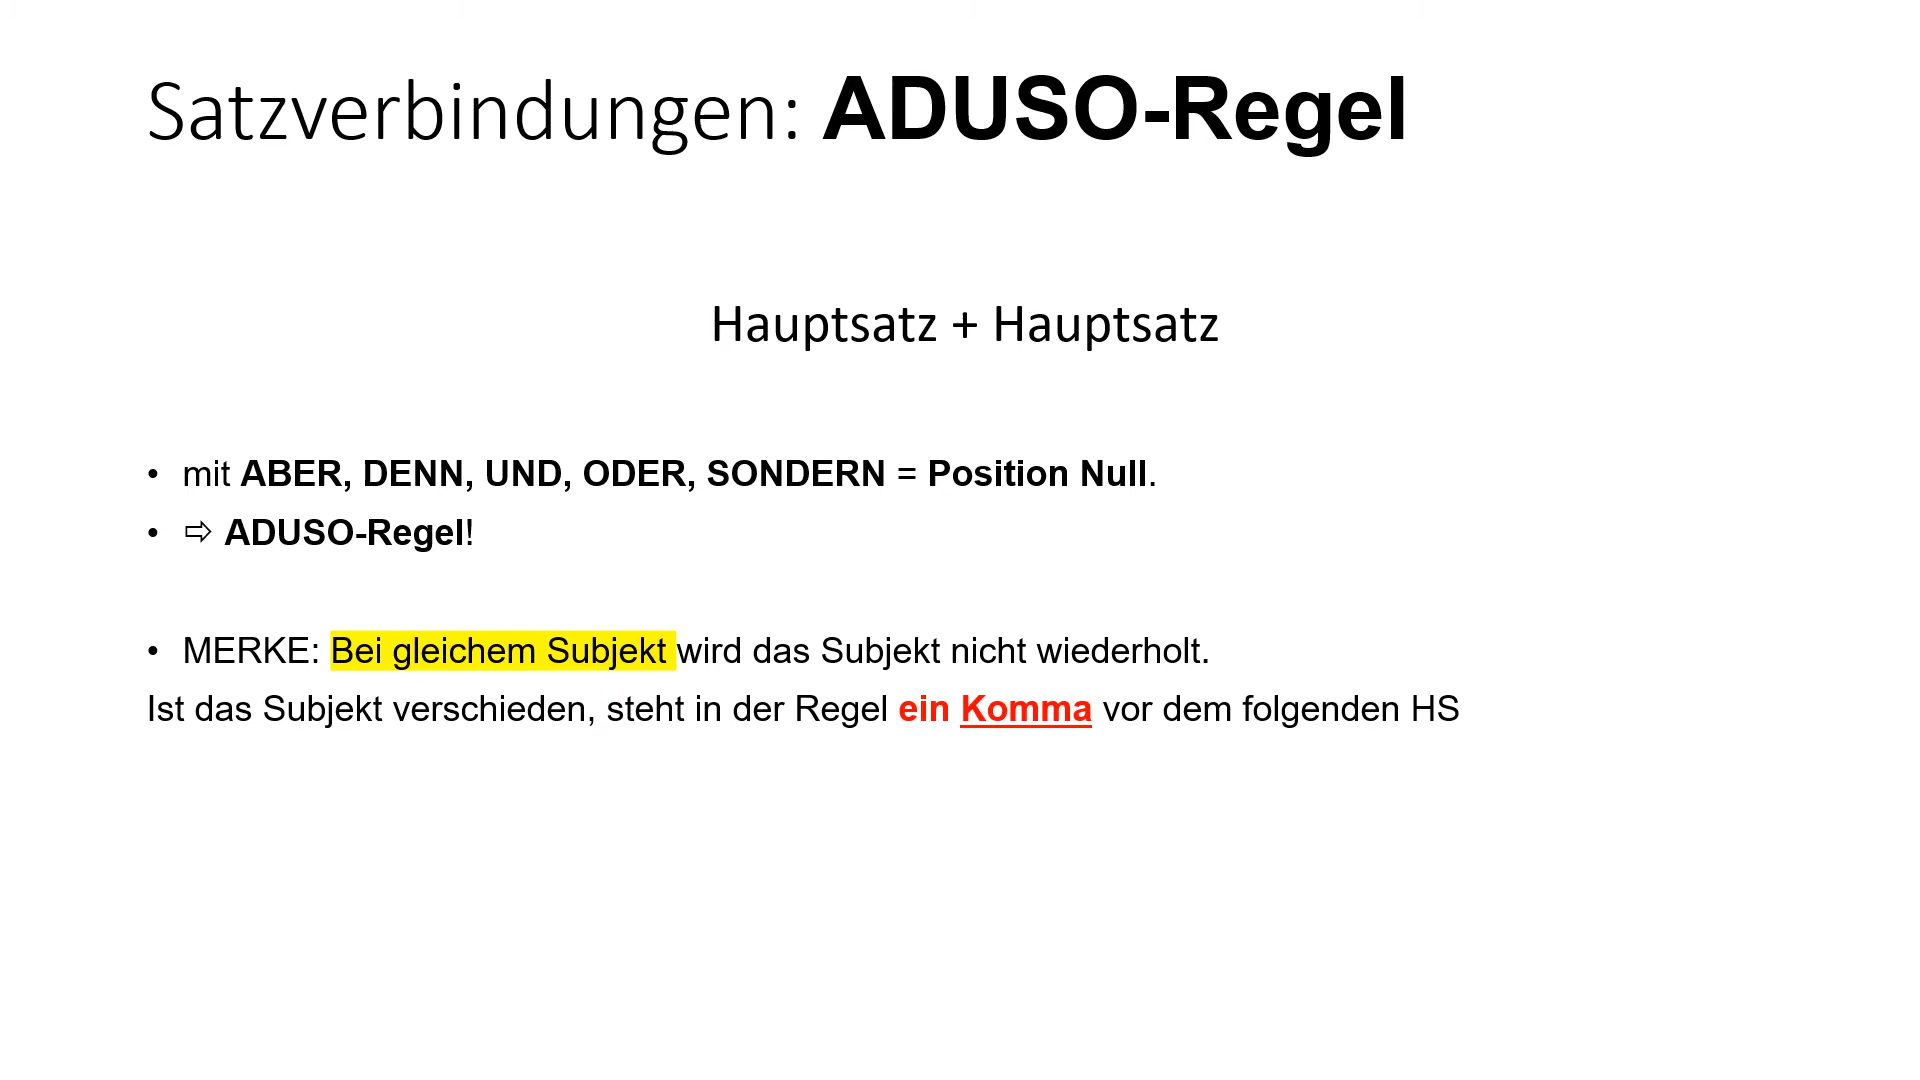 Satzverbindungen: ADUSO-Regel
Hauptsatz + Hauptsatz
• mit ABER, DENN, UND, ODER, SONDERN = Position Null.
• ⇨ ADUSO-Regel!
• MERKE: Bei gleichem Subjekt wird das Subjekt nicht wiederholt.
Ist das Subjekt verschieden, steht in der Regel ein Komma vor dem folgenden HS